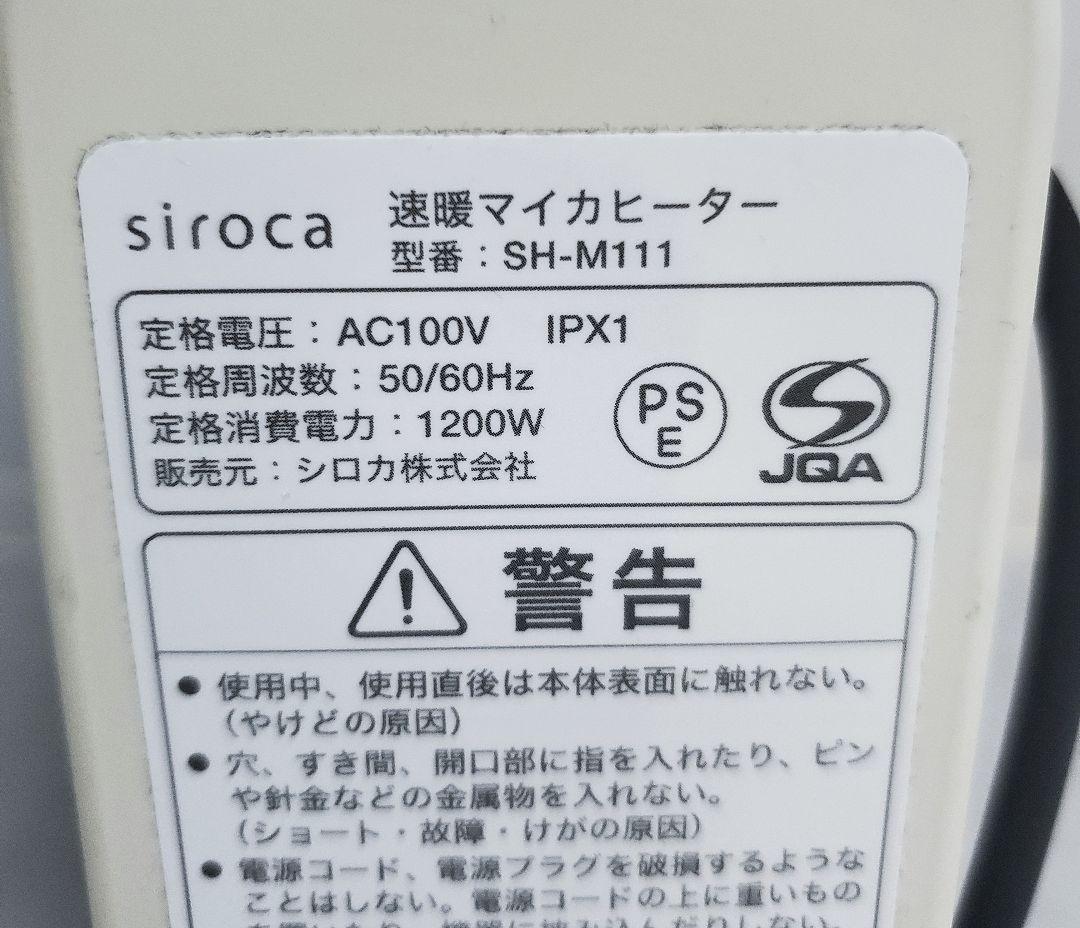 siroca
速暖マイカヒーター
型番：SH-M111
定格電圧：AC100V IPX1
定格周波数：50/60Hz
定格消費電力：1200W
販売元：シロカ株式会社
PS
E
S
JQA
警告
● 使用中、使用直後は本体表面に触れない。
（やけどの原因）
● 穴、すき間、開口部に指を入れたり、ピン
や針金などの金属物を入れない。
（ショート・故障・けがの原因）
● 電源コード、電源プラグを破損するような
ことはしない。電源コードの上に重いもの